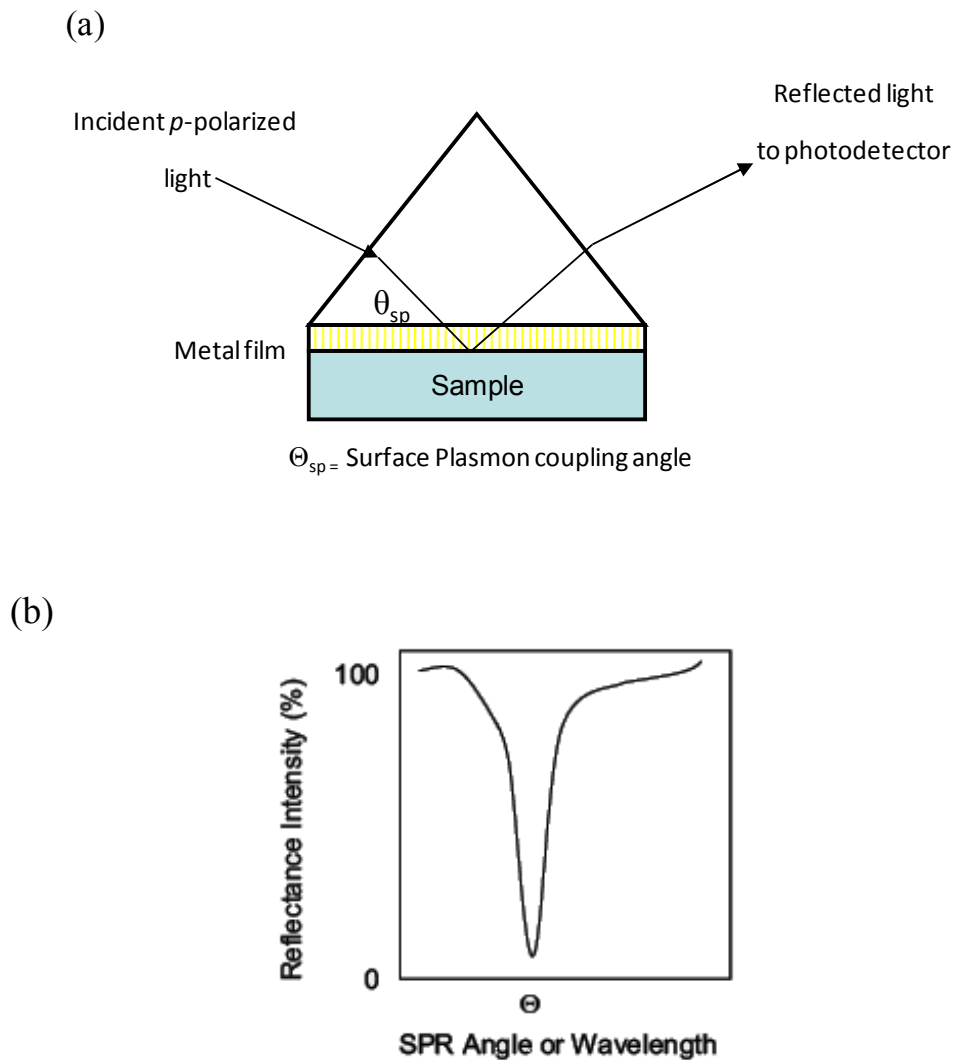 (a)
Incident p-polarized
light
Reflected light
to photodetector
θsp
Metal film
Sample
Θsp = Surface Plasmon coupling angle
(b)
Reflectance Intensity (%)
100
0
Θ
SPR Angle or Wavelength